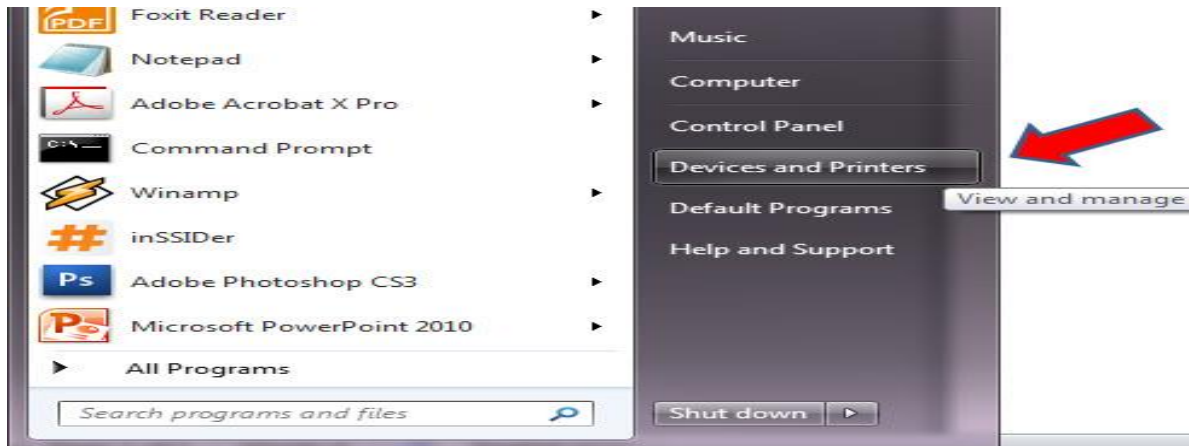 PDF
Foxit Reader
Notepad
Adobe Acrobat X Pro
C:\
Command Prompt
Winamp
inSSIDer
Ps
Adobe Photoshop CS3
P
Microsoft PowerPoint 2010
All Programs
Search programs and files
Music
Computer
Control Panel
Devices and Printers
View and manage
Default Programs
Help and Support
Shut down